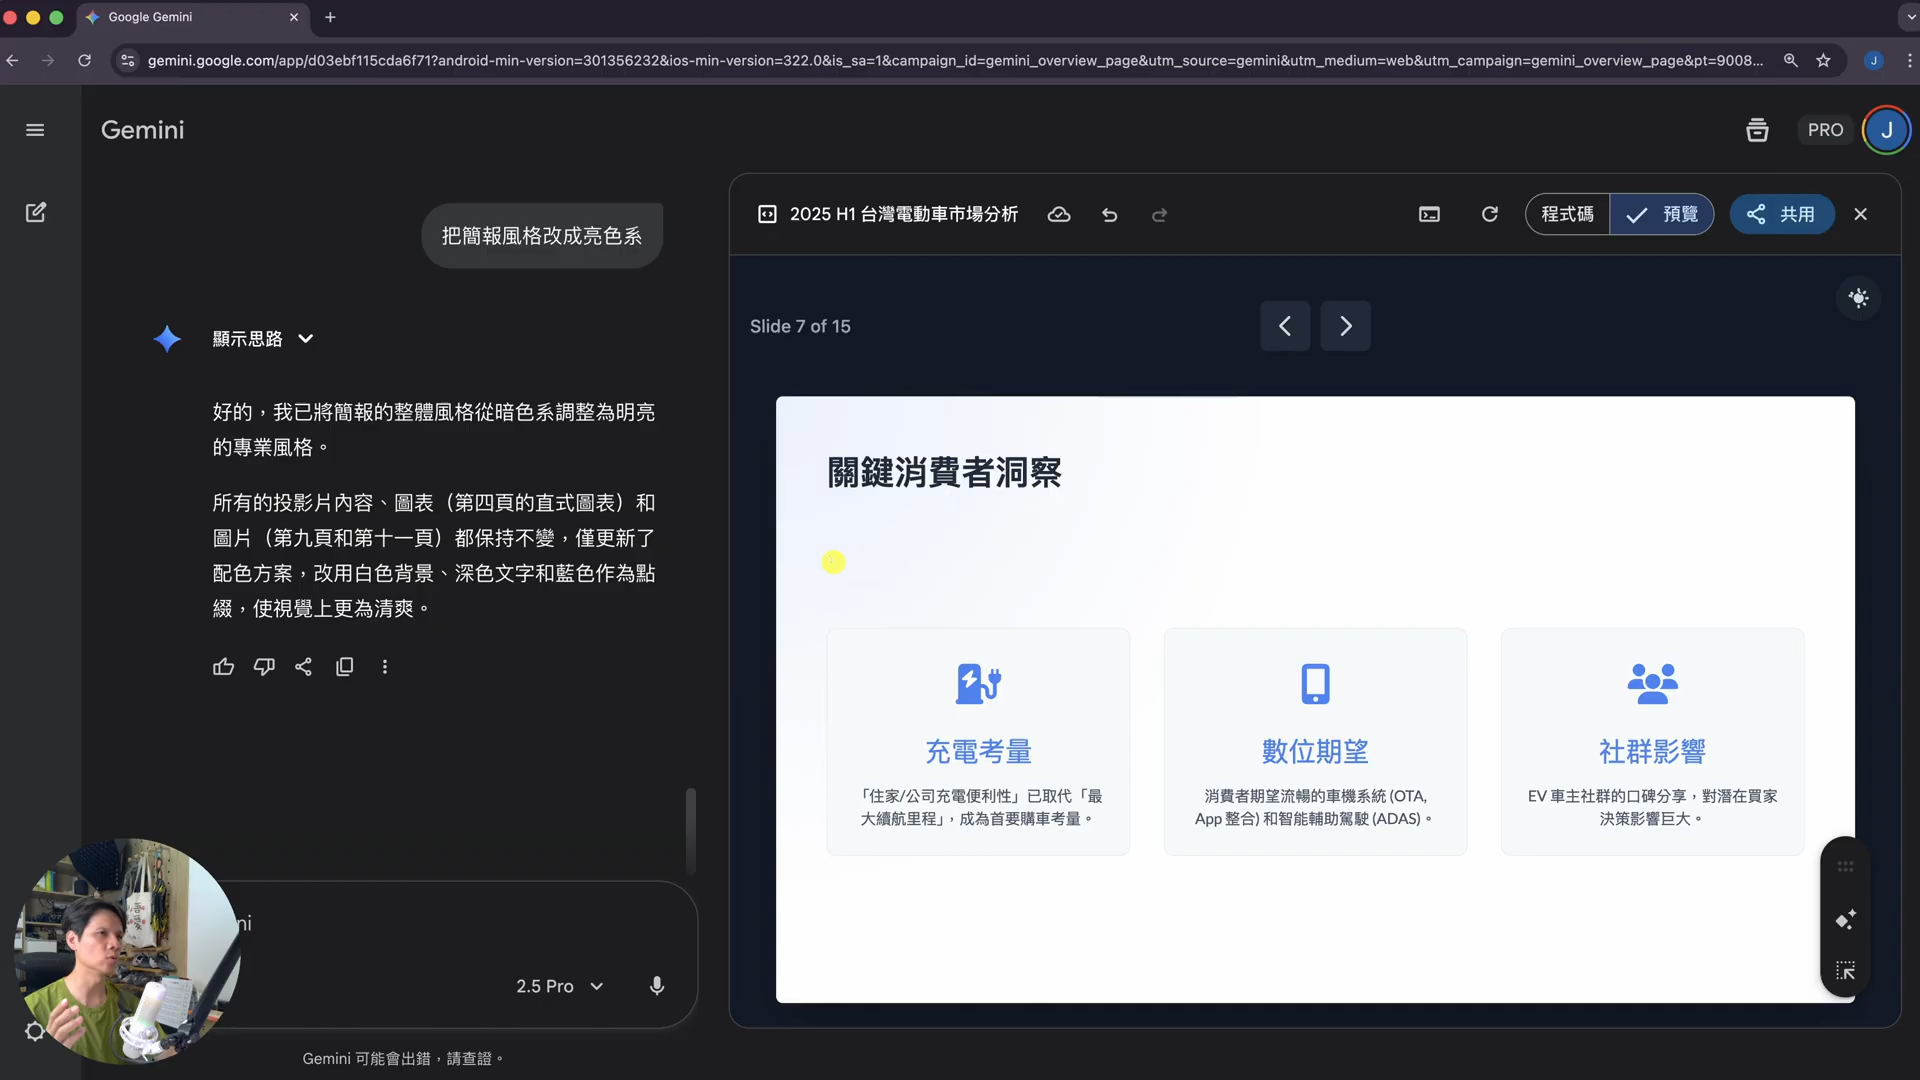 Google Gemini
gemini.google.com/app/d03ebf115cda6f71?android-min-version=301356232&ios-min-version=322.0&is_sa=1&campaign_id=gemini_overview_page&utm_source=gemini&utm_medium=web&utm_campaign=gemini_overview_page&pt=9008...
J
Gemini
PRO
J
把簡報風格改成亮色系
顯示思路
好的，我已將簡報的整體風格從暗色系調整為明亮
的專業風格。
所有的投影片內容、圖表（第四頁的直式圖表）和
圖片（第九頁和第十一頁）都保持不變，僅更新了
配色方案，改用白色背景、深色文字和藍色作為點
綴，使視覺上更為清爽。
ni
2.5 Pro
Gemini 可能會出錯，請查證。
2025 H1 台灣電動車市場分析
程式碼
預覽
共用
Slide 7 of 15
關鍵消費者洞察
充電考量
「住家/公司充電便利性」已取代「最
大續航里程」，成為首要購車考量。
數位期望
消費者期望流暢的車機系統 (OTA,
App 整合) 和智能輔助駕駛 (ADAS)。
社群影響
EV 車主社群的口碑分享，對潛在買家
決策影響巨大。